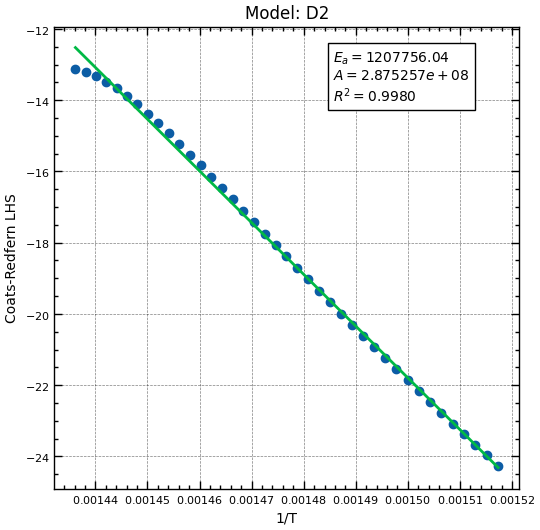 Model: D2
E_a = 1207756.04
A = 2.875257e + 08
R² = 0.9980
−12
−14
−16
−18
−20
−22
−24
Coats-Redfern LHS
0.00144 0.00145 0.00146 0.00147 0.00148 0.00149 0.00150 0.00151 0.00152
1/T